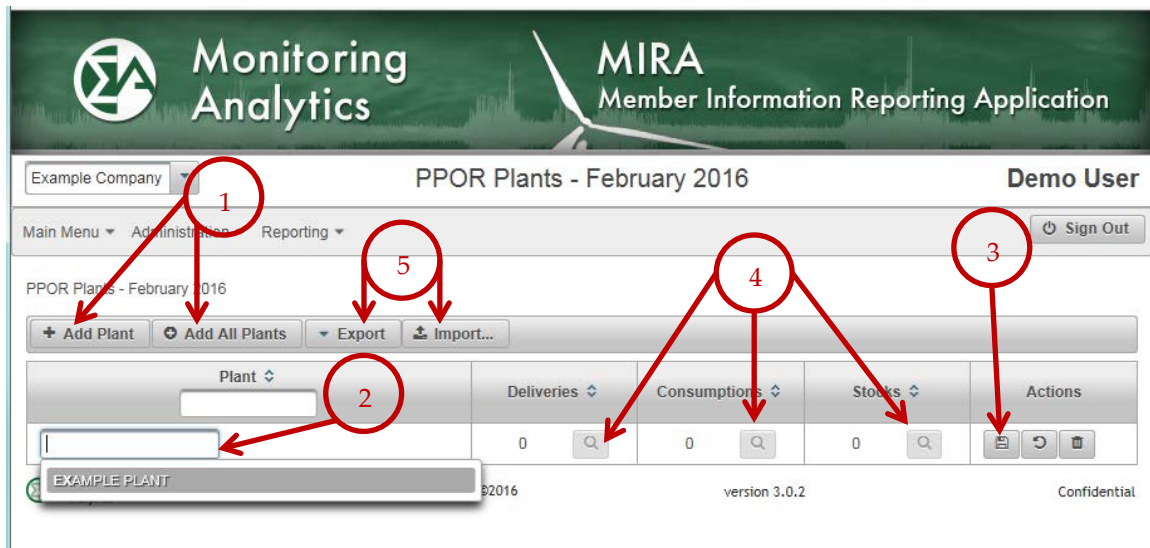 Monitoring
Analytics
MIRA
Member Information Reporting Application
Example Company
PPOR Plants - February 2016
Demo User
1
Main Menu Administration Reporting
Sign Out
5
4
3
PPOR Plants - February 2016
Add Plant Add All Plants Export Import...
Plant
2
Deliveries Consumptions Stocks Actions
0 0 0
EXAMPLE PLANT
©2016 version 3.0.2 Confidential